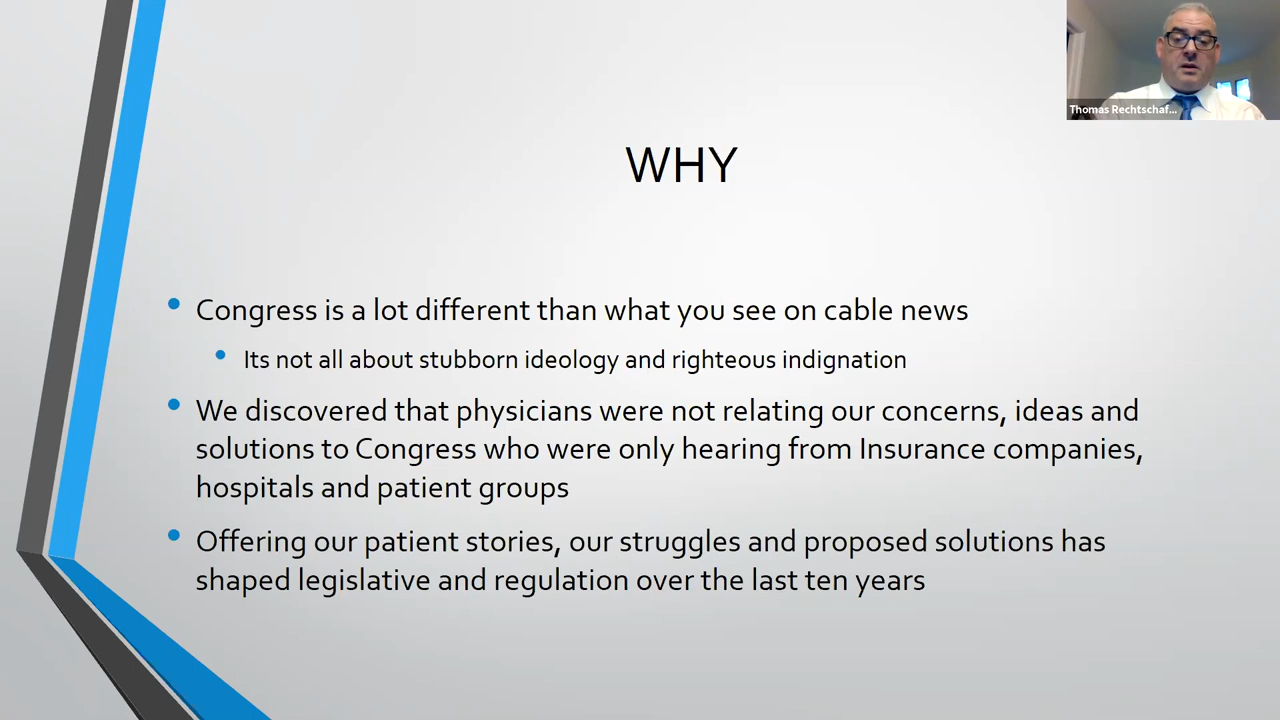 Thomas Rechtschaf...
WHY
Congress is a lot different than what you see on cable news
Its not all about stubborn ideology and righteous indignation
We discovered that physicians were not relating our concerns, ideas and
solutions to Congress who were only hearing from Insurance companies,
hospitals and patient groups
Offering our patient stories, our struggles and proposed solutions has
shaped legislative and regulation over the last ten years